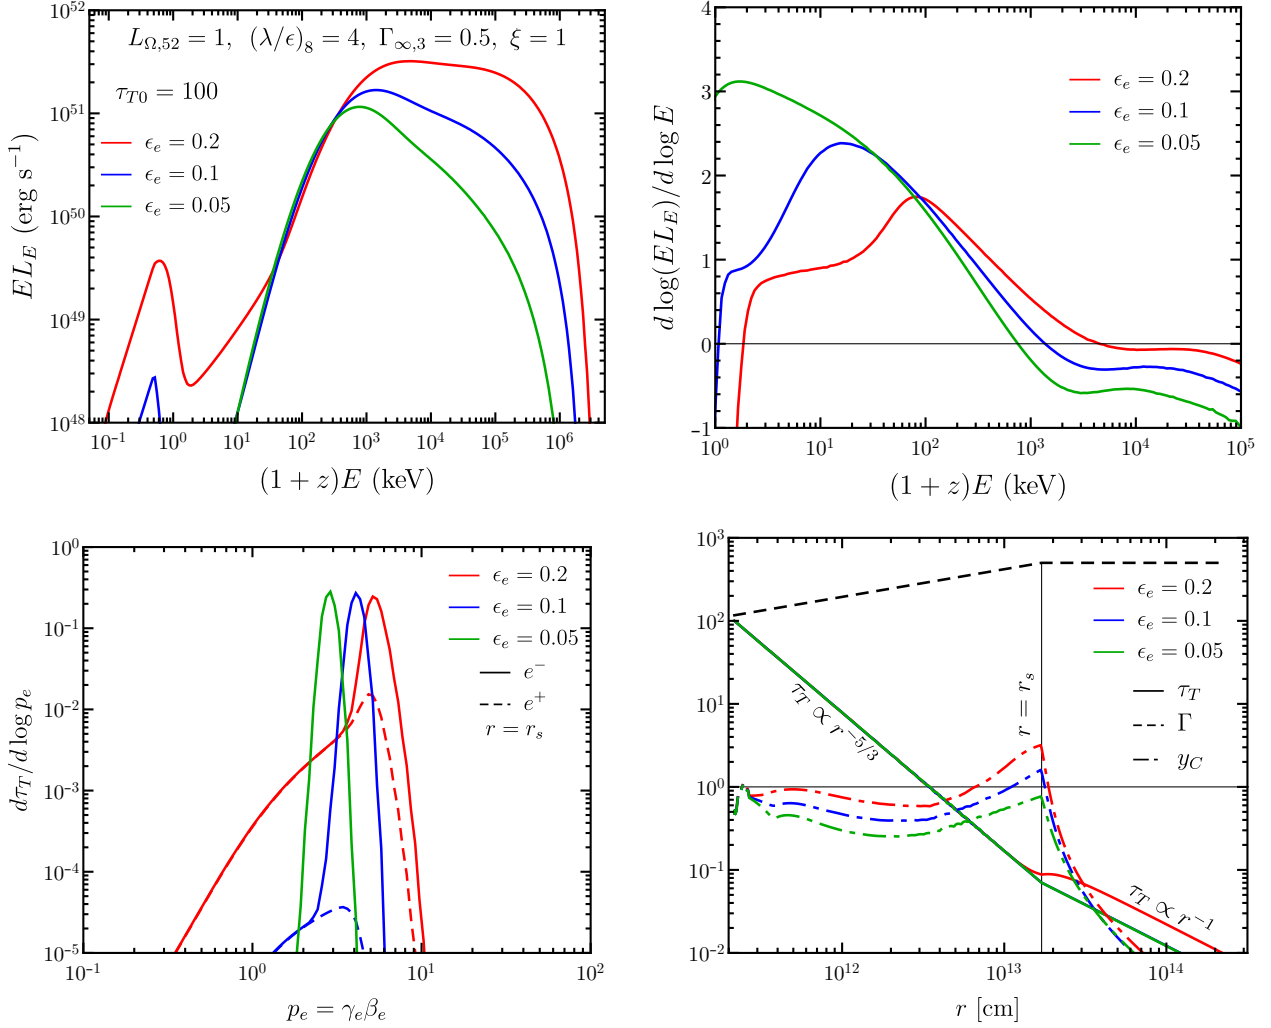 10^52
10^51
10^50
10^49
10^48
EL_E (erg s^−1)
L_Ω,52 = 1, (λ/ϵ)_8 = 4, Γ_∞,3 = 0.5, ξ = 1
τ_T0 = 100
ϵ_e = 0.2
ϵ_e = 0.1
ϵ_e = 0.05
10^−1 10^0 10^1 10^2 10^3 10^4 10^5 10^6
(1 + z)E (keV)
4
3
2
1
0
−1
d log(EL_E)/d log E
ϵ_e = 0.2
ϵ_e = 0.1
ϵ_e = 0.05
10^0 10^1 10^2 10^3 10^4 10^5
(1 + z)E (keV)
10^0
10^−1
10^−2
10^−3
10^−4
10^−5
dτ_T/d log p_e
ϵ_e = 0.2
ϵ_e = 0.1
ϵ_e = 0.05
e^−
e^+
r = r_s
10^−1 10^0 10^1 10^2
p_e = γ_eβ_e
10^3
10^2
10^1
10^0
10^−1
10^−2
ϵ_e = 0.2
ϵ_e = 0.1
ϵ_e = 0.05
τ_T
Γ
y_C
r = r_s
τ_T ∝ r^−5/3
τ_T ∝ r^−1
10^12 10^13 10^14
r [cm]